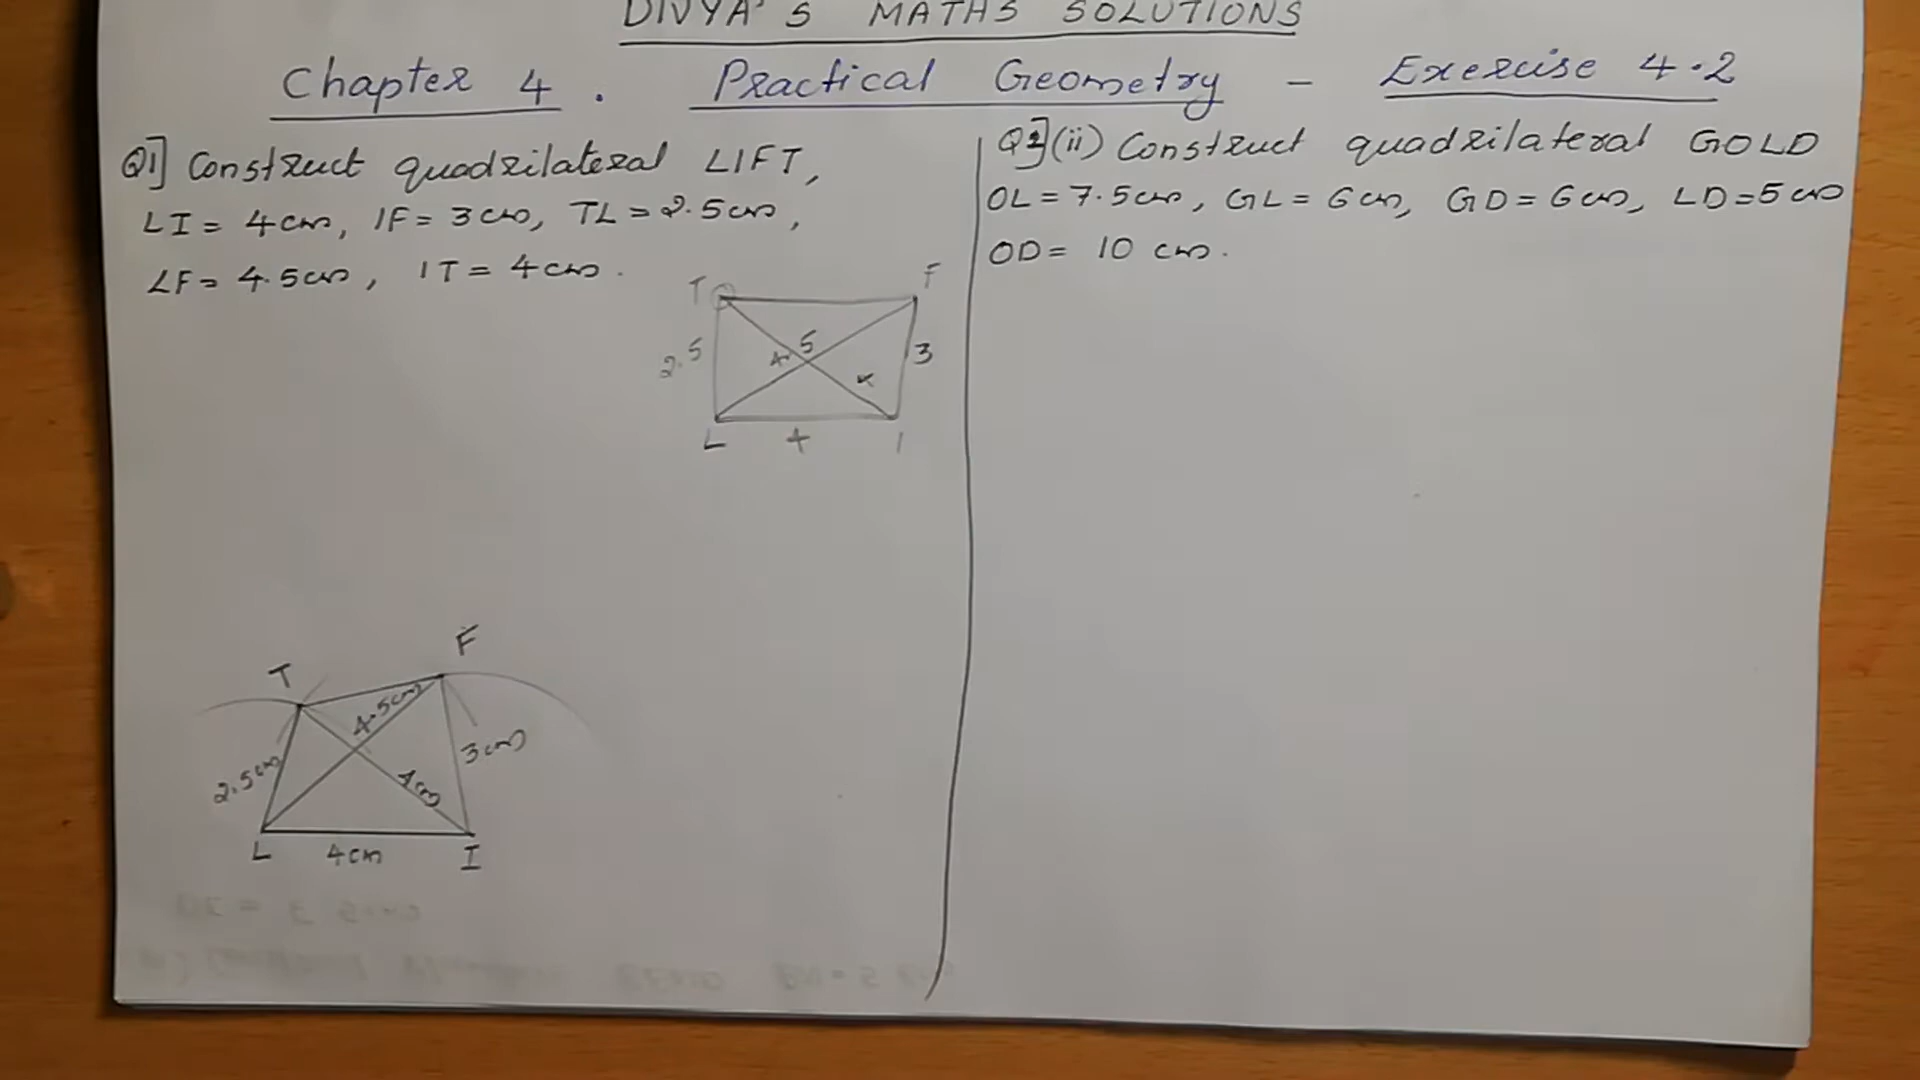 DIVYA'S MATHS SOLUTIONS
Chapter 4. Practical Geometry - Exercise 4.2
Q1] Construct quadrilateral LIFT,
LI = 4cm, IF = 3cm, TL = 2.5cm,
LF = 4.5cm, IT = 4cm.
T F
2.5 4.5 4 3
L 4 I
T F
4.5cm
2.5cm 4cm 3cm
L 4cm I
Q2](ii) Construct quadrilateral GOLD
OL = 7.5cm, GL = 6cm, GD = 6cm, LD = 5cm
OD = 10 cm.